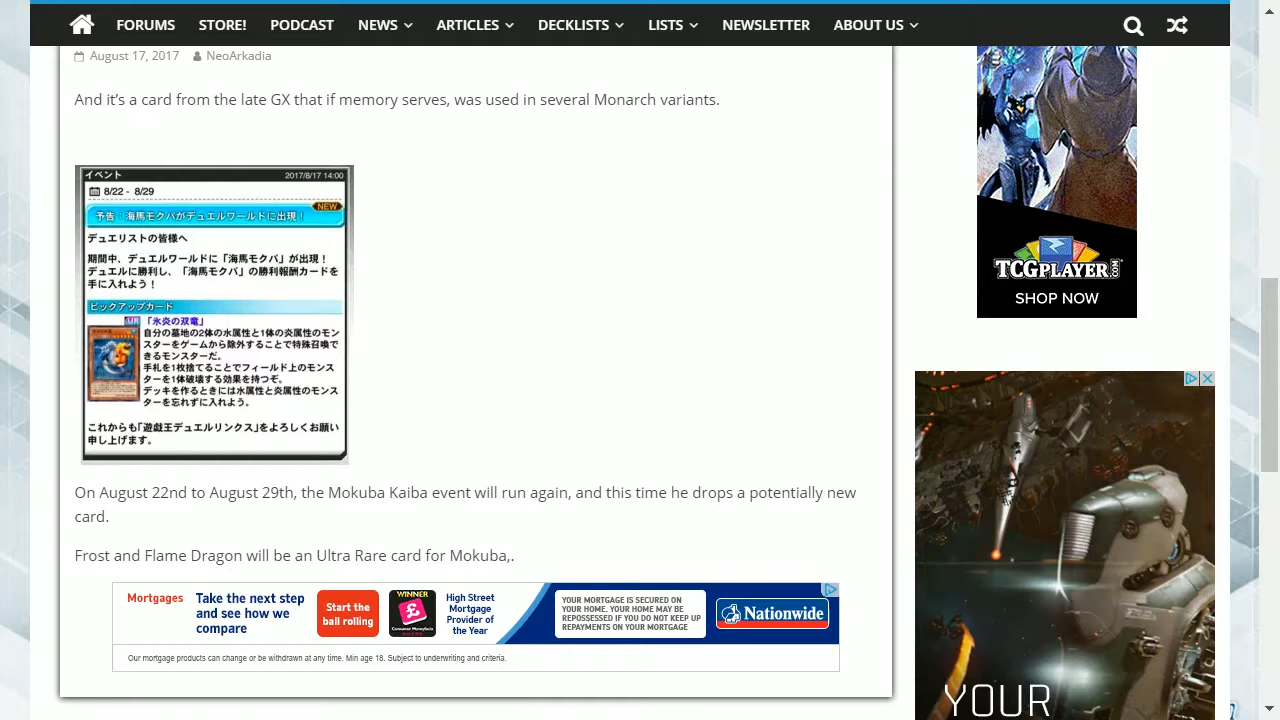 FORUMS STORE! PODCAST NEWS ARTICLES DECKLISTS LISTS NEWSLETTER ABOUT US
August 17, 2017 NeoArkadia
And it's a card from the late GX that if memory serves, was used in several Monarch variants.
イベント 2017/8/17 14:00
8/22 - 8/29
NEW
予告：海馬モクバがデュエルワールドに出現！
デュエリストの皆様へ
期間中、デュエルワールドに「海馬モクバ」が出現！
デュエルに勝利し、「海馬モクバ」の勝利報酬カードを
手に入れよう！
ピックアップカード
UR
「氷炎の双竜」
自分の墓地の2体の水属性と1体の炎属性のモン
スターをゲームから除外することで特殊召喚で
きるモンスターだ。
手札を1枚捨てることでフィールド上のモンス
ターを1体破壊する効果を持つぞ。
デッキを作るときには水属性と炎属性のモンス
ターを忘れずに入れよう。
これからも「遊戯王デュエルリンクス」をよろしくお願い
申し上げます。
On August 22nd to August 29th, the Mokuba Kaiba event will run again, and this time he drops a potentially new
card.
Frost and Flame Dragon will be an Ultra Rare card for Mokuba,.
Mortgages
Take the next step
and see how we
compare
Start the
ball rolling
WINNER
Consumer Moneyfacts
High Street
Mortgage
Provider of
the Year
YOUR MORTGAGE IS SECURED ON
YOUR HOME. YOUR HOME MAY BE
REPOSSESSED IF YOU DO NOT KEEP UP
REPAYMENTS ON YOUR MORTGAGE
Nationwide
Our mortgage products can change or be withdrawn at any time. Min age 18. Subject to underwriting and criteria.
TCGPLAYER.COM
SHOP NOW
YOUR